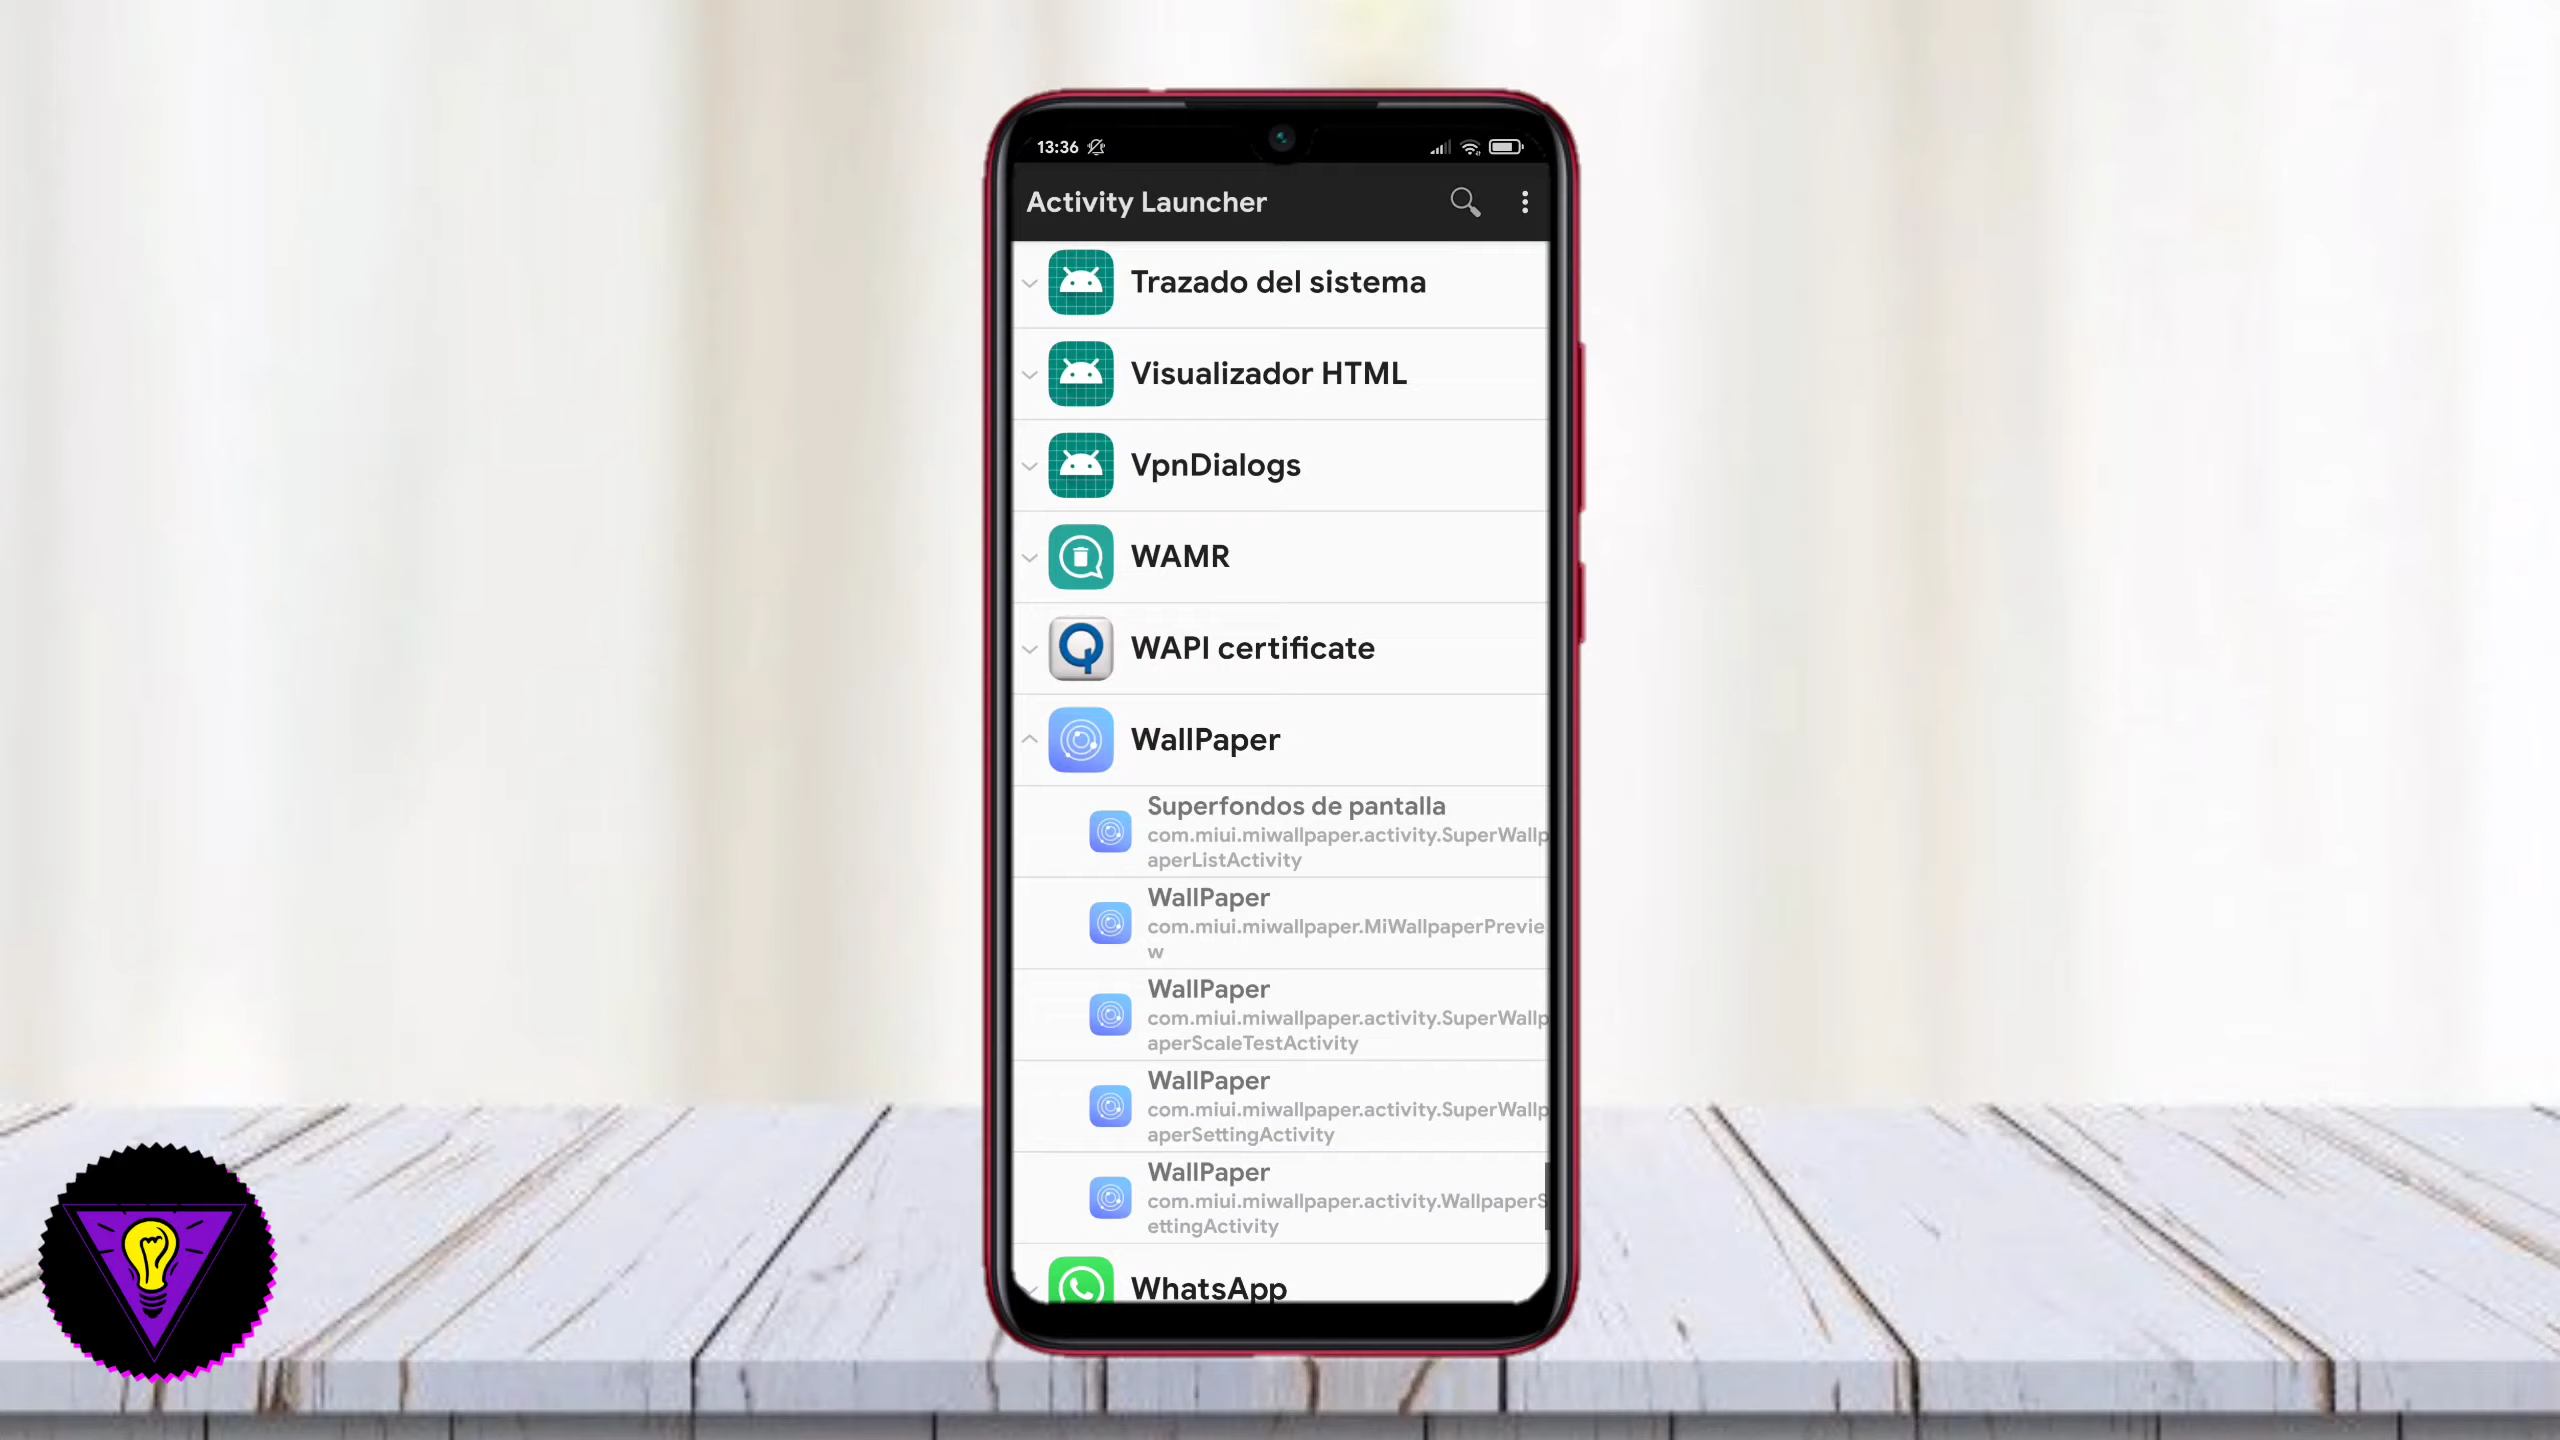 13:36
Activity Launcher
Trazado del sistema
Visualizador HTML
VpnDialogs
WAMR
WAPI certificate
WallPaper
Superfondos de pantalla
com.miui.miwallpaper.activity.SuperWallp
aperListActivity
WallPaper
com.miui.miwallpaper.MiWallpaperPrevie
w
WallPaper
com.miui.miwallpaper.activity.SuperWallp
aperScaleTestActivity
WallPaper
com.miui.miwallpaper.activity.SuperWallp
aperSettingActivity
WallPaper
com.miui.miwallpaper.activity.WallpaperS
ettingActivity
WhatsApp